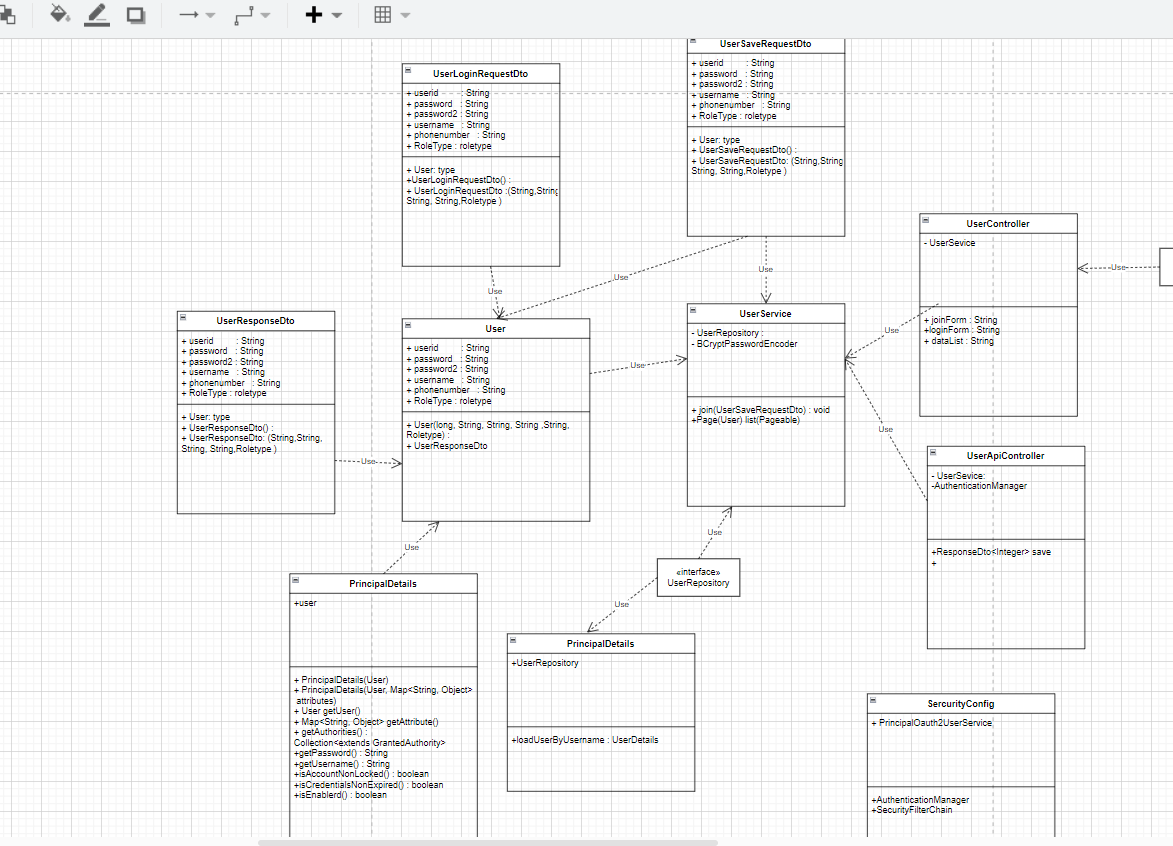 UserSaveRequestDto
+ userid : String
+ password : String
+ password2 : String
+ username : String
+ phonenumber : String
+ RoleType : roletype
+ User: type
+ UserSaveRequestDto() :
+ UserSaveRequestDto: (String,String
String, String,Roletype )
UserLoginRequestDto
+ userid : String
+ password : String
+ password2 : String
+ username : String
+ phonenumber : String
+ RoleType : roletype
+ User: type
+UserLoginRequestDto() :
+ UserLoginRequestDto :(String,String
String, String,Roletype )
UserController
- UserSevice
+ joinForm : String
+loginForm : String
+ dataList : String
Use
Use
Use
Use
Use
UserResponseDto
+ userid : String
+ password : String
+ password2 : String
+ username : String
+ phonenumber : String
+ RoleType : roletype
+ User: type
+ UserResponseDto() :
+ UserResponseDto: (String,String,
String, String,Roletype )
User
+ userid : String
+ password : String
+ password2 : String
+ username : String
+ phonenumber : String
+ RoleType : roletype
+ User(long, String, String, String ,String,
Roletype) :
+ UserResponseDto
UserService
- UserRepository :
- BCryptPasswordEncoder
+ join(UserSaveRequestDto) : void
+Page(User) list(Pageable)
Use
Use
Use
UserApiController
- UserSevice:
-AuthenticationManager
+ResponseDto<Integer> save
+
Use
Use
«interface»
UserRepository
Use
PrincipalDetails
+user
+ PrincipalDetails(User)
+ PrincipalDetails(User, Map<String, Object>
attributes)
+ User getUser()
+ Map<String, Object> getAttribute()
+ getAuthorities() :
Collection<extends GrantedAuthority>
+getPassword() : String
+getUsername() : String
+isAccountNonLocked() : boolean
+isCredentialsNonExpired() : boolean
+isEnablerd() : boolean
PrincipalDetails
+UserRepository
+loadUserByUsername : UserDetails
SercurityConfig
+ PrincipalOauth2UserService
+AuthenticationManager
+SecurityFilterChain